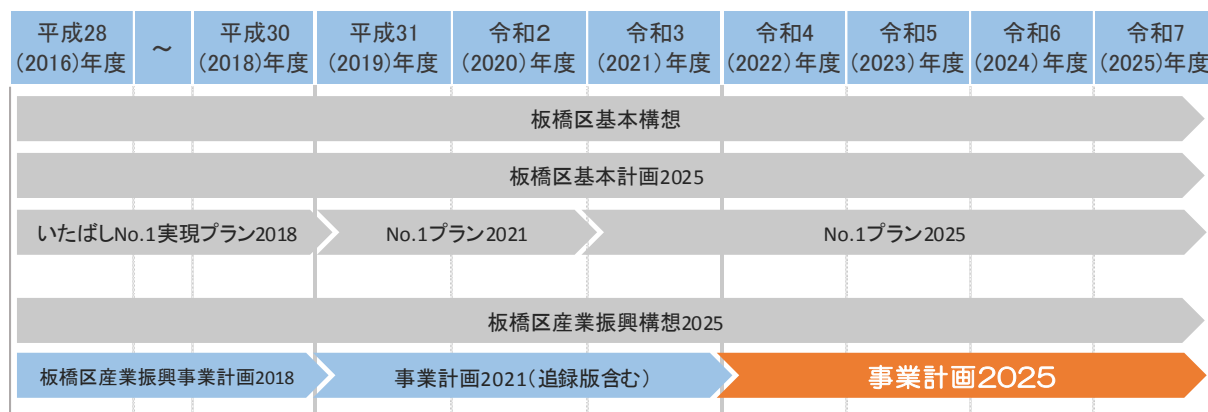 平成28 ～ 平成30 平成31 令和2 令和3 令和4 令和5 令和6 令和7
(2016)年度 (2018)年度 (2019)年度 (2020)年度 (2021)年度 (2022)年度 (2023)年度 (2024)年度 (2025)年度
板橋区基本構想
板橋区基本計画2025
いたばしNo.1実現プラン2018 No.1プラン2021 No.1プラン2025
板橋区産業振興構想2025
板橋区産業振興事業計画2018 事業計画2021(追録版含む) 事業計画2025